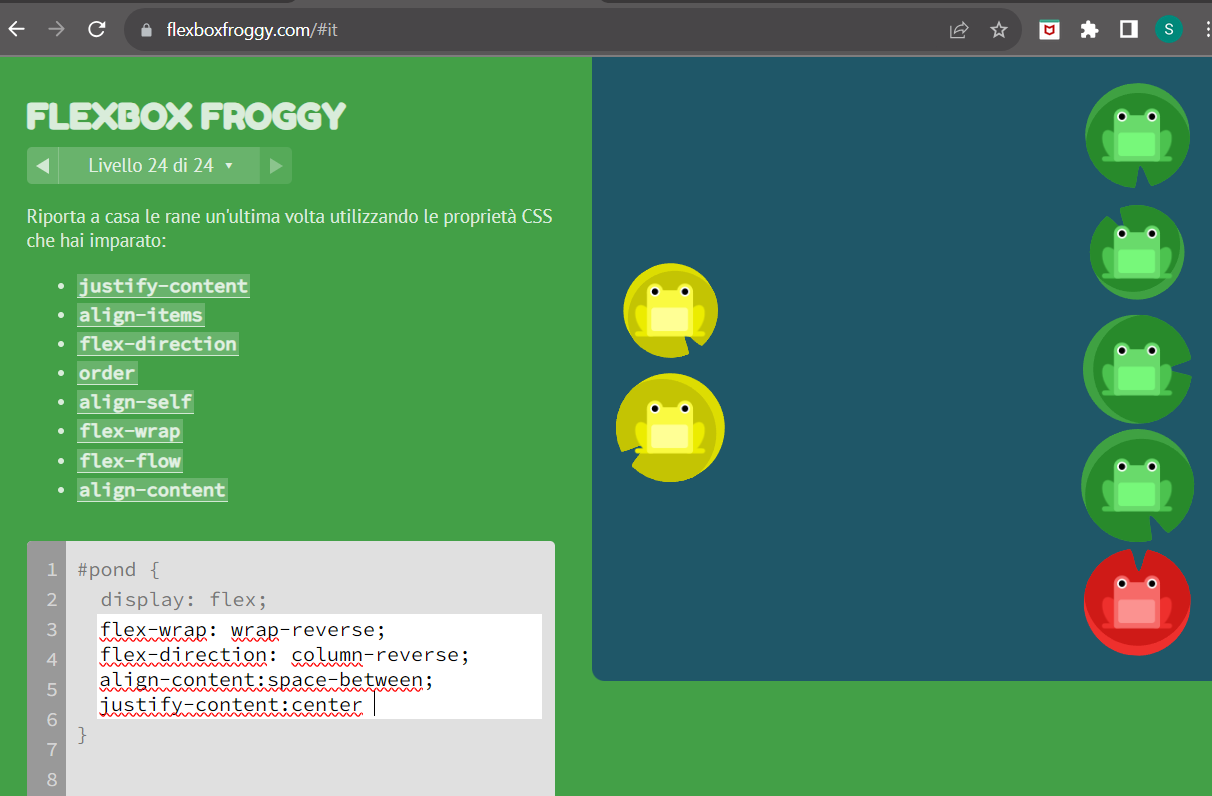 flexboxfroggy.com/#it
S
FLEXBOX FROGGY
Livello 24 di 24
Riporta a casa le rane un'ultima volta utilizzando le proprietà CSS
che hai imparato:
justify-content
align-items
flex-direction
order
align-self
flex-wrap
flex-flow
align-content
1 #pond {
2 display: flex;
3 flex-wrap: wrap-reverse;
4 flex-direction: column-reverse;
5 align-content:space-between;
6 justify-content:center
7 }
8